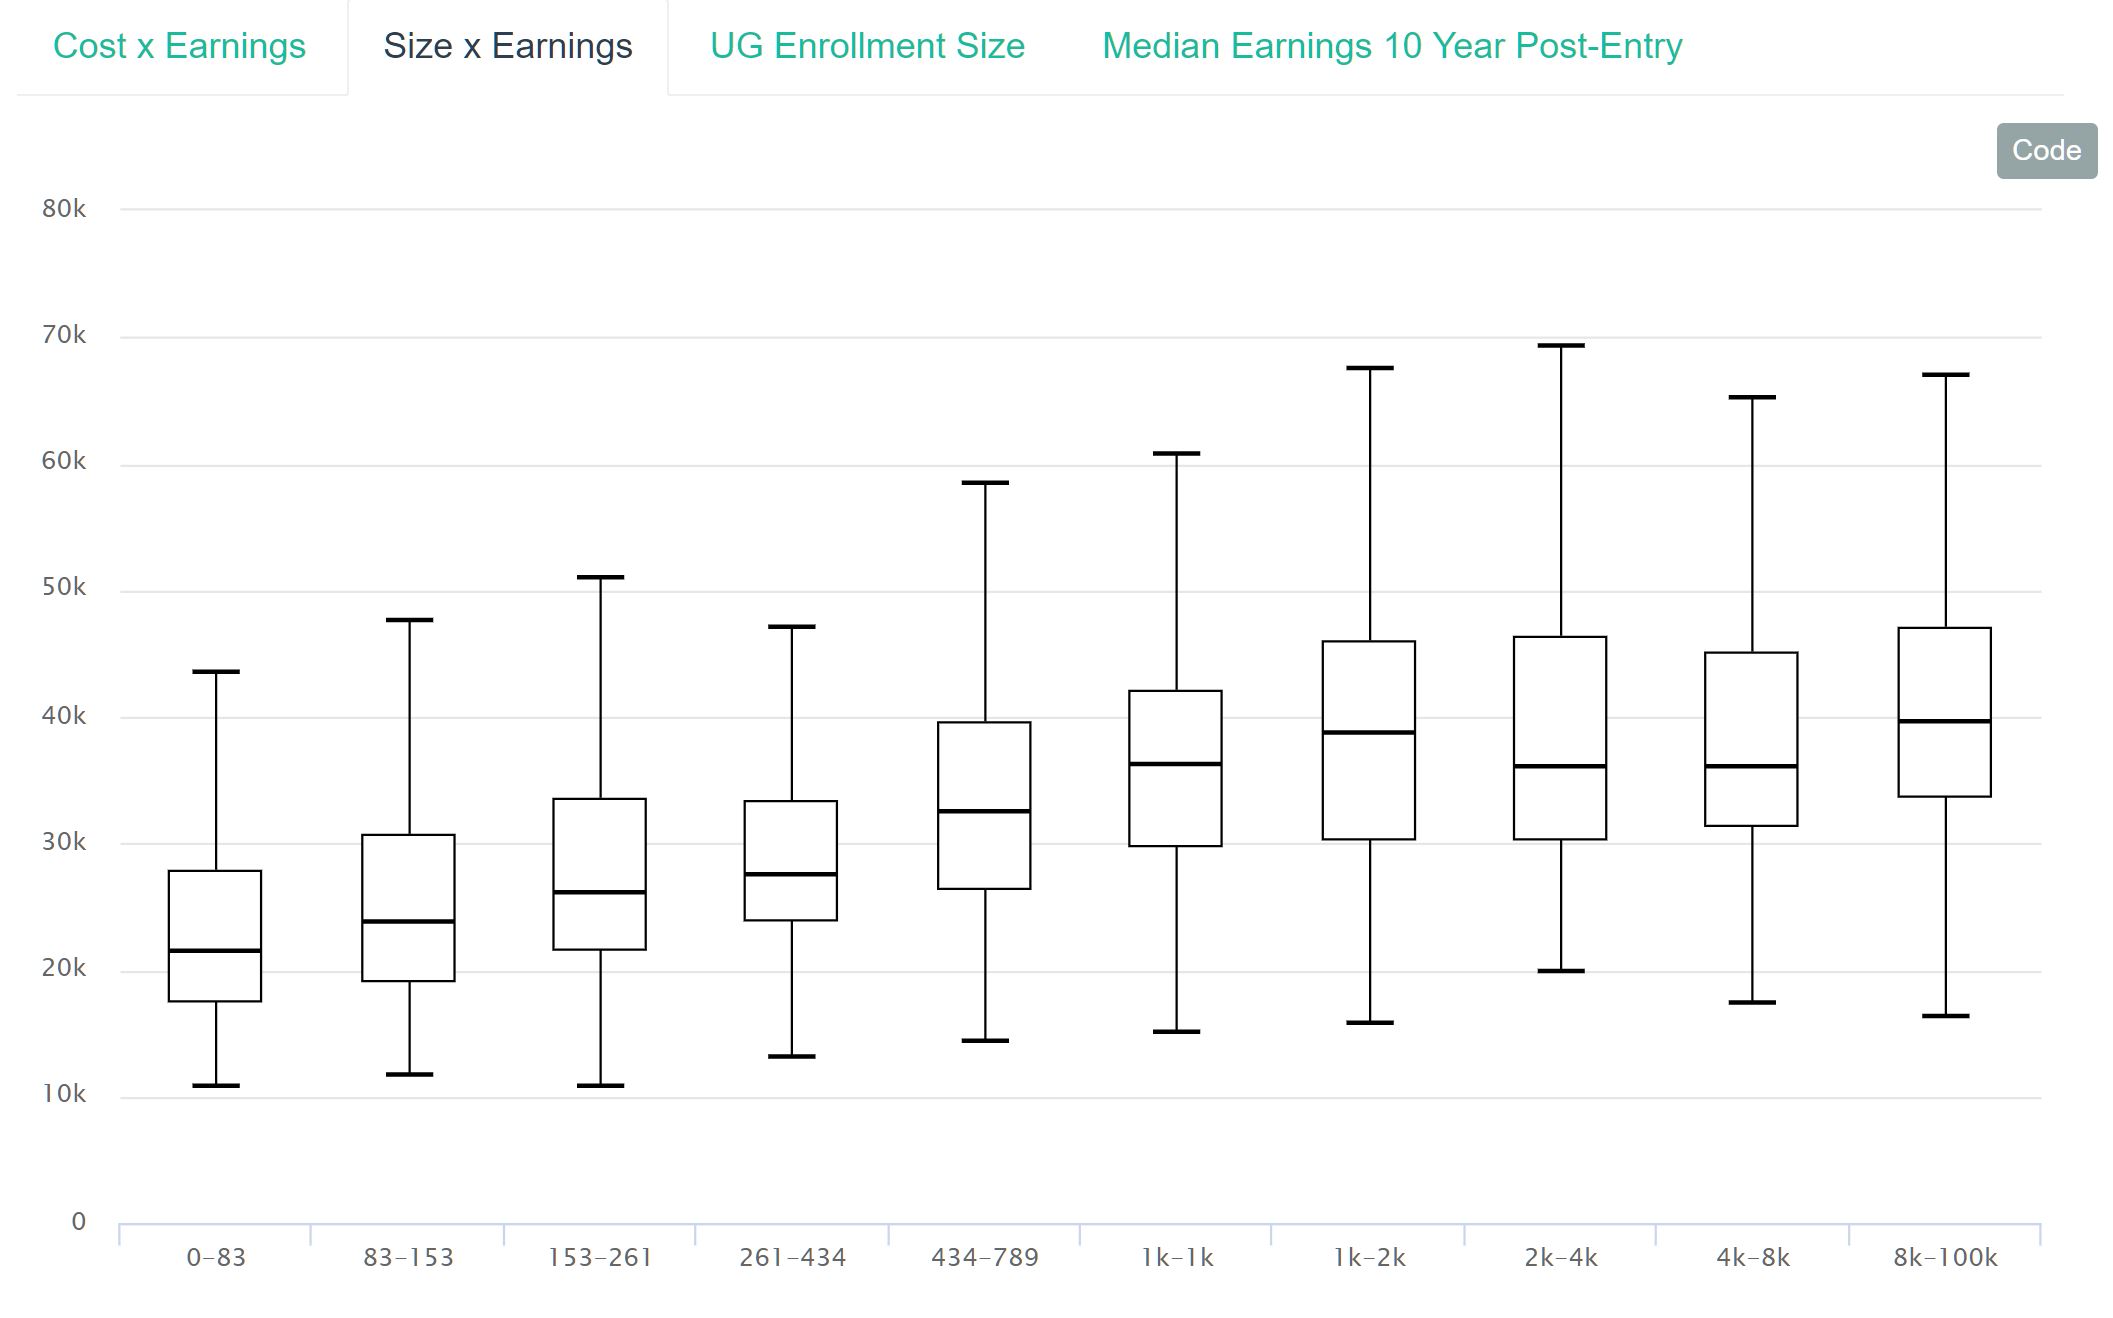 Cost x Earnings
Size x Earnings
UG Enrollment Size
Median Earnings 10 Year Post-Entry
Code
80k
70k
60k
50k
40k
30k
20k
10k
0
0–83
83–153
153–261
261–434
434–789
1k–1k
1k–2k
2k–4k
4k–8k
8k–100k